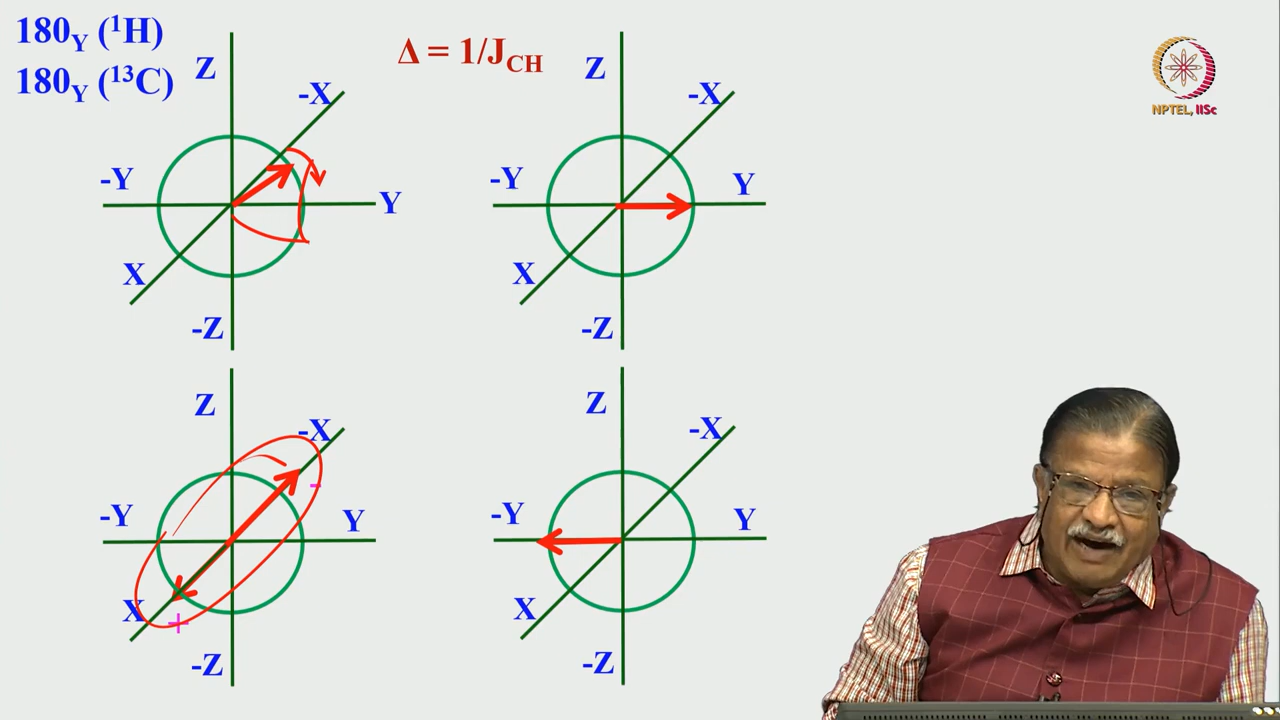 180Y (¹H)
180Y (¹³C)
Δ = 1/JCH
NPTEL, IISc
Z
-X
-Y
Y
X
-Z
Z
-X
-Y
Y
X
-Z
Z
-X
-Y
Y
-
X
+
-Z
Z
-X
-Y
Y
X
-Z